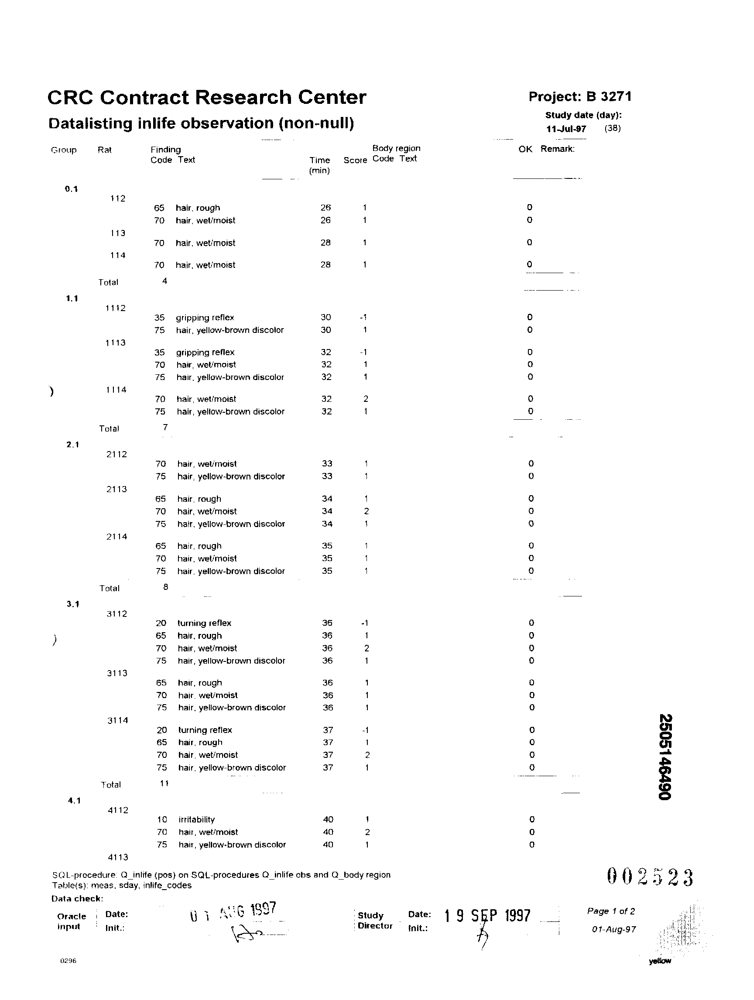 CRC Contract Research Center Project: B 3271
Datalisting inlife observation (non-null) Study date (day):
11-Jul-97 (38)
Group Rat Finding Body region OK Remark:
Code Text Time Score Code Text
(min)
0.1
112
65 hair, rough 26 1 0
70 hair, wet/moist 26 1 0
113
70 hair, wet/moist 28 1 0
114
70 hair, wet/moist 28 1 0
Total 4
1.1
1112
35 gripping reflex 30 -1 0
75 hair, yellow-brown discolor 30 1 0
1113
35 gripping reflex 32 -1 0
70 hair, wet/moist 32 1 0
75 hair, yellow-brown discolor 32 1 0
1114
70 hair, wet/moist 32 2 0
75 hair, yellow-brown discolor 32 1 0
Total 7
2.1
2112
70 hair, wet/moist 33 1 0
75 hair, yellow-brown discolor 33 1 0
2113
65 hair, rough 34 1 0
70 hair, wet/moist 34 2 0
75 hair, yellow-brown discolor 34 1 0
2114
65 hair, rough 35 1 0
70 hair, wet/moist 35 1 0
75 hair, yellow-brown discolor 35 1 0
Total 8
3.1
3112
20 turning reflex 36 -1 0
65 hair, rough 36 1 0
70 hair, wet/moist 36 2 0
75 hair, yellow-brown discolor 36 1 0
3113
65 hair, rough 36 1 0
70 hair, wet/moist 36 1 0
75 hair, yellow-brown discolor 36 1 0
3114
20 turning reflex 37 -1 0
65 hair, rough 37 1 0
70 hair, wet/moist 37 2 0
75 hair, yellow-brown discolor 37 1 0
Total 11
4.1
4112
10 irritability 40 1 0
70 hair, wet/moist 40 2 0
75 hair, yellow-brown discolor 40 1 0
4113
2505146490
SQL-procedure: Q_inlife (pos) on SQL-procedures Q_inlife obs and Q_body region
Table(s): meas, sday, inlife_codes
002523
Data check:
Oracle Date: 01 AUG 1997 Study Date: 19 SEP 1997 Page 1 of 2
input Init.: Director Init.: 01-Aug-97
0296 yellow